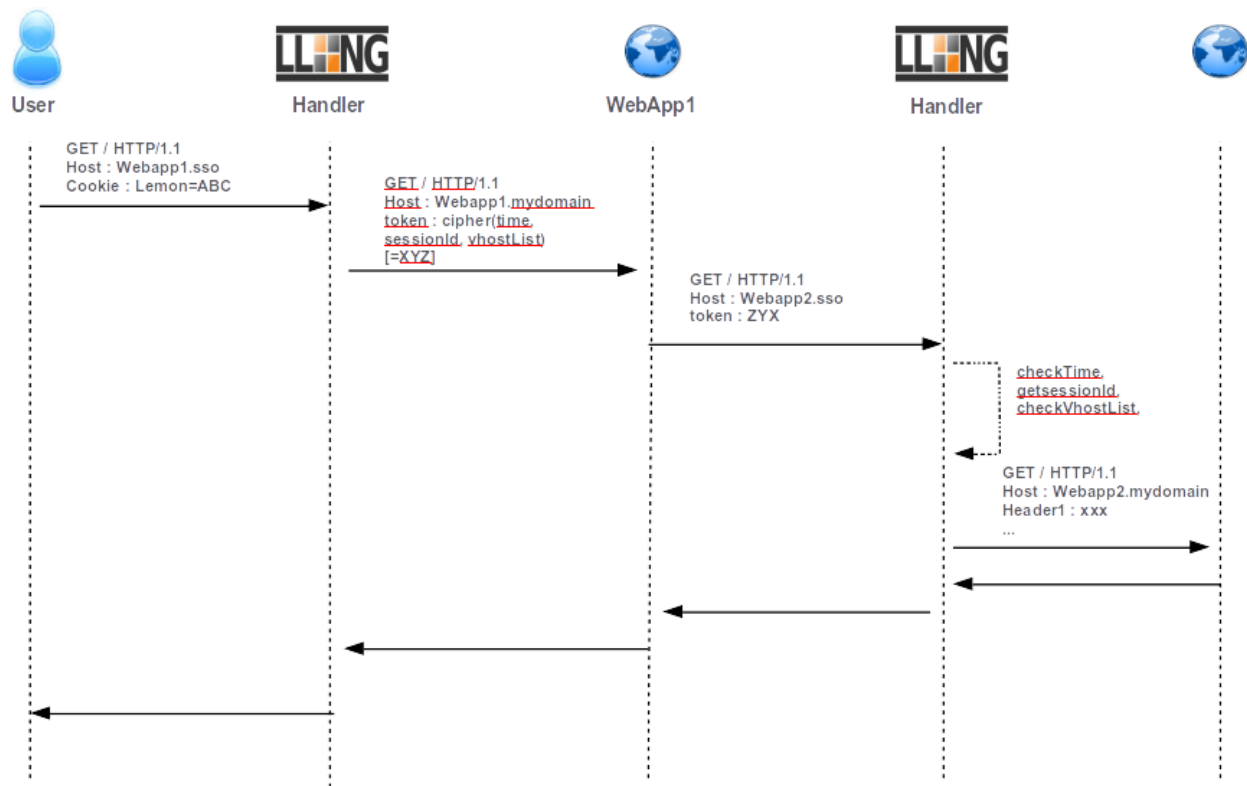 LL::NG
LL::NG
User
Handler
WebApp1
Handler
GET / HTTP/1.1
Host : Webapp1.sso
Cookie : Lemon=ABC
GET / HTTP/1.1
Host : Webapp1.mydomain
token : cipher(time,
sessionId, vhostList)
[=XYZ]
GET / HTTP/1.1
Host : Webapp2.sso
token : ZYX
checkTime,
getsessionId,
checkVhostList,
GET / HTTP/1.1
Host : Webapp2.mydomain
Header1 : xxx
...